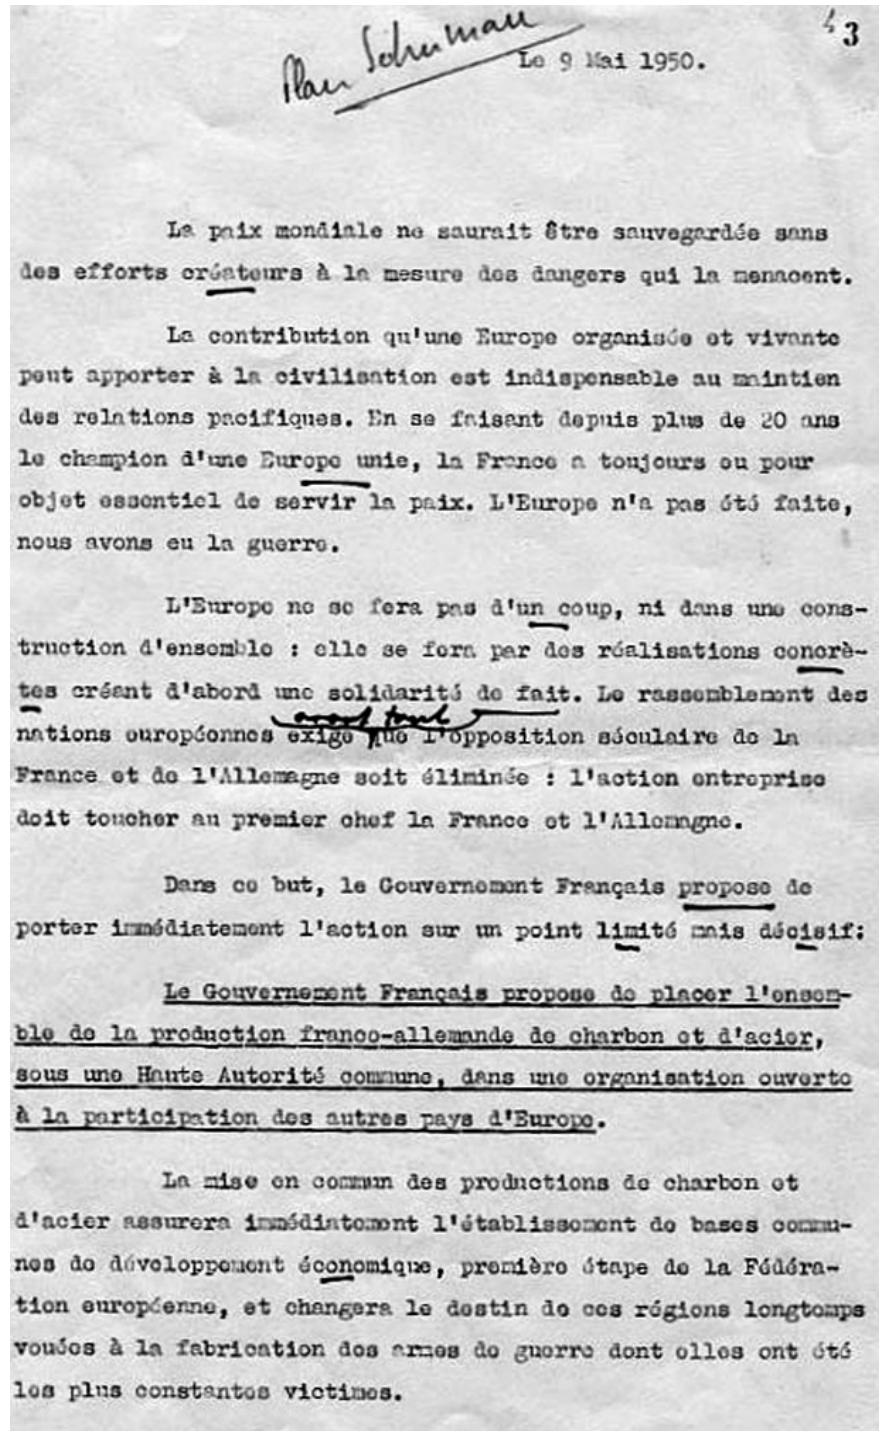 Plan Schuman
3
Le 9 Mai 1950.
La paix mondiale ne saurait être sauvegardée sans
des efforts créateurs à la mesure des dangers qui la menacent.
La contribution qu'une Europe organisée et vivante
peut apporter à la civilisation est indispensable au maintien
des relations pacifiques. En se faisant depuis plus de 20 ans
le champion d'une Europe unie, la France a toujours eu pour
objet essentiel de servir la paix. L'Europe n'a pas été faite,
nous avons eu la guerre.
L'Europe ne se fera pas d'un coup, ni dans une cons-
truction d'ensemble : elle se fera par des réalisations concrè-
tes créant d'abord une solidarité de fait. Le rassemblement des
avant tout
nations européennes exige que l'opposition séculaire de la
France et de l'Allemagne soit éliminée : l'action entreprise
doit toucher au premier chef la France et l'Allemagne.
Dans ce but, le Gouvernement Français propose de
porter immédiatement l'action sur un point limité mais décisif:
Le Gouvernement Français propose de placer l'ensem-
ble de la production franco-allemande de charbon et d'acier,
sous une Haute Autorité commune, dans une organisation ouverte
à la participation des autres pays d'Europe.
La mise en commun des productions de charbon et
d'acier assurera immédiatement l'établissement de bases commu-
nes de développement économique, première étape de la Fédéra-
tion européenne, et changera le destin de ces régions longtemps
vouées à la fabrication des armes de guerre dont elles ont été
les plus constantes victimes.